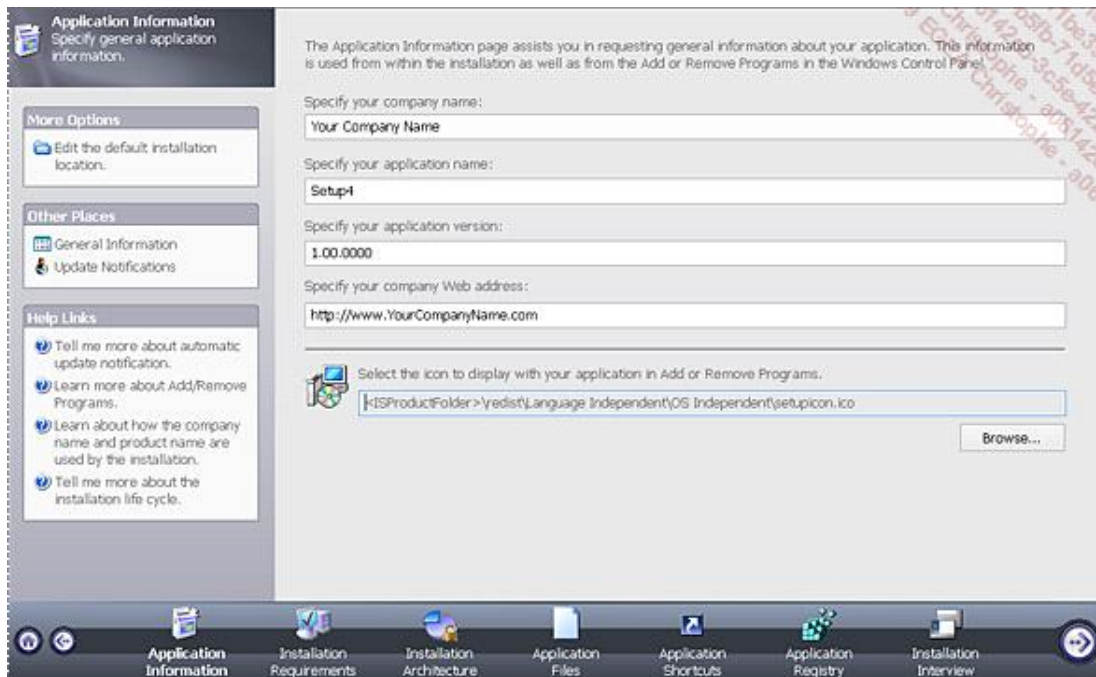 Application Information
Specify general application
information.
The Application Information page assists you in requesting general information about your application. This information
is used from within the installation as well as from the Add or Remove Programs in the Windows Control Panel.
More Options
Edit the default installation
location.
Other Places
General Information
Update Notifications
Help Links
Tell me more about automatic
update notification.
Learn more about Add/Remove
Programs.
Learn about how the company
name and product name are
used by the installation.
Tell me more about the
installation life cycle.
Specify your company name:
Your Company Name
Specify your application name:
Setup4
Specify your application version:
1.00.0000
Specify your company Web address:
http://www.YourCompanyName.com
Select the icon to display with your application in Add or Remove Programs.
<ISProductFolder>\redist\Language Independent\OS Independent\setupicon.ico
Browse...
Application
Information
Installation
Requirements
Installation
Architecture
Application
Files
Application
Shortcuts
Application
Registry
Installation
Interview